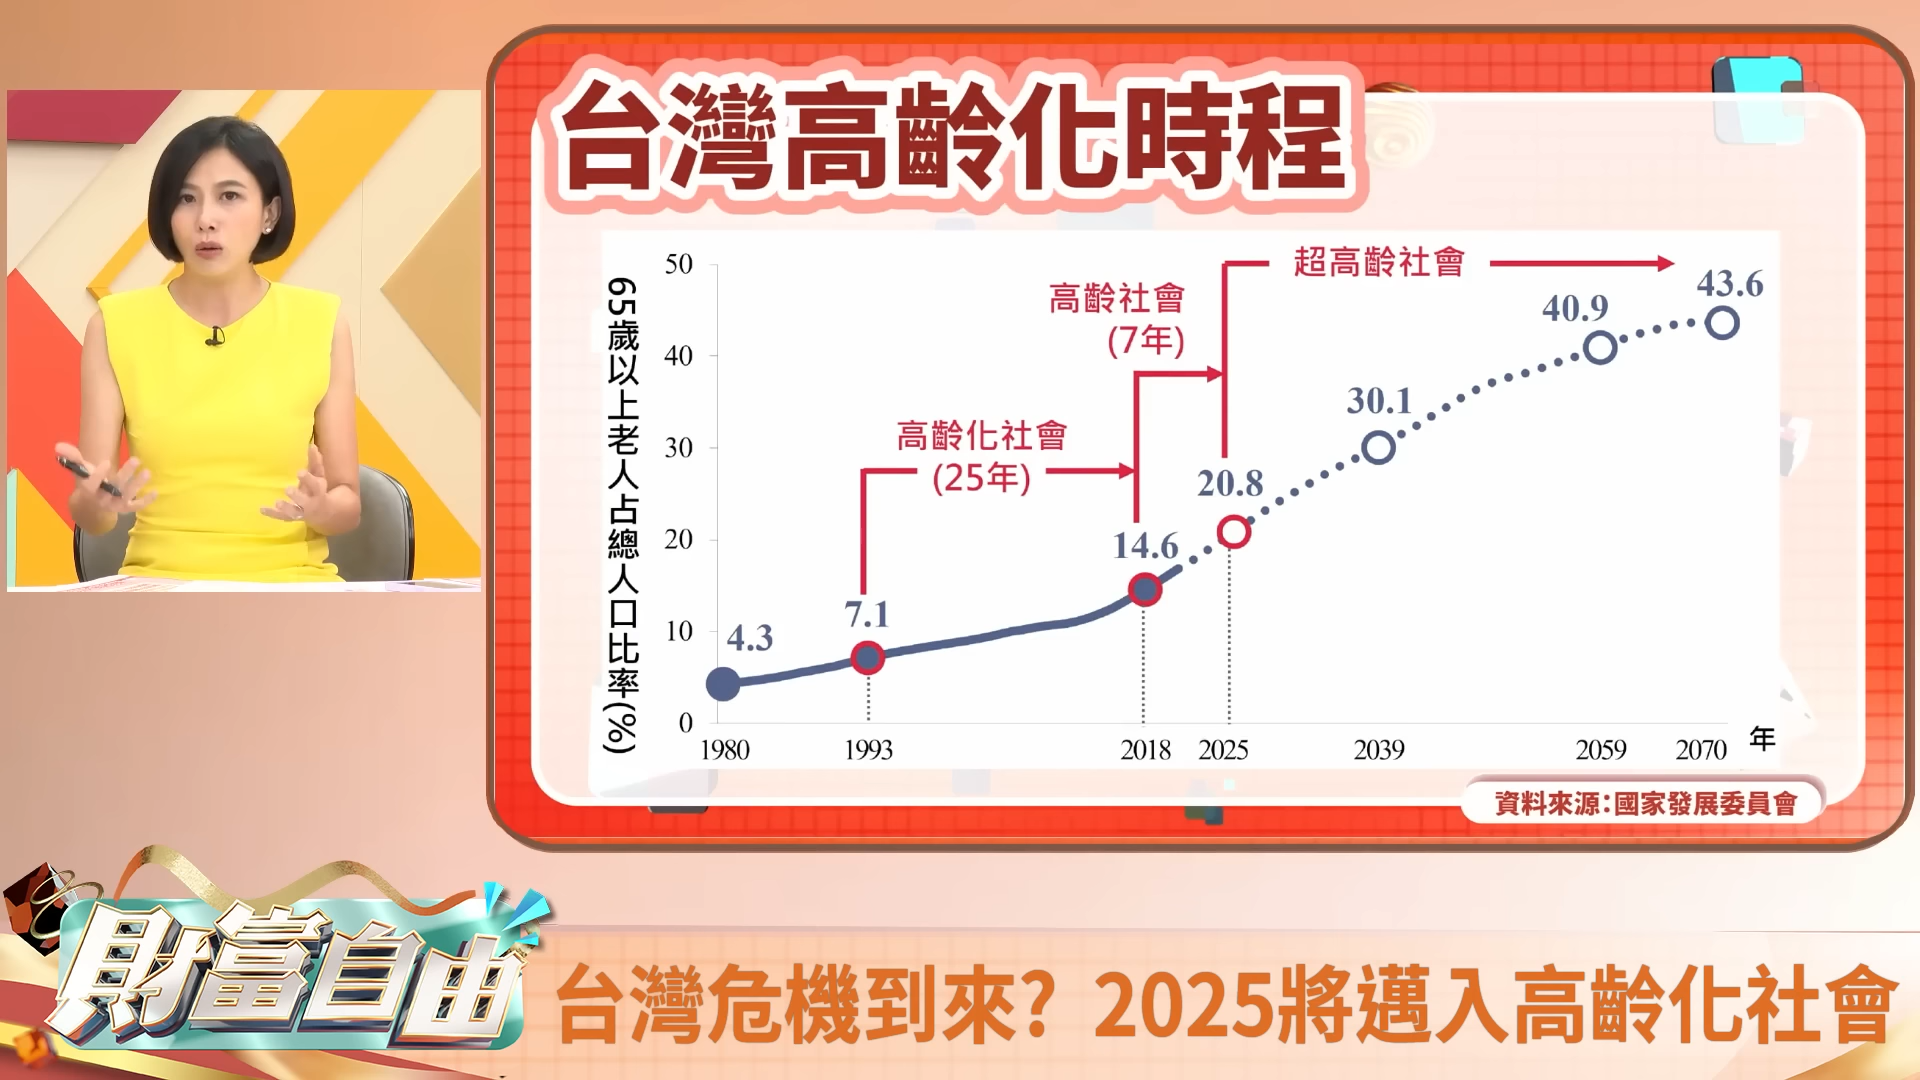 台灣高齡化時程
65歲以上老人占總人口比率(%)
50
40
30
20
10
0
4.3
7.1
14.6
20.8
30.1
40.9
43.6
高齡化社會
(25年)
高齡社會
(7年)
超高齡社會
1980
1993
2018
2025
2039
2059
2070
年
資料來源:國家發展委員會
財富自由
台灣危機到來? 2025將邁入高齡化社會